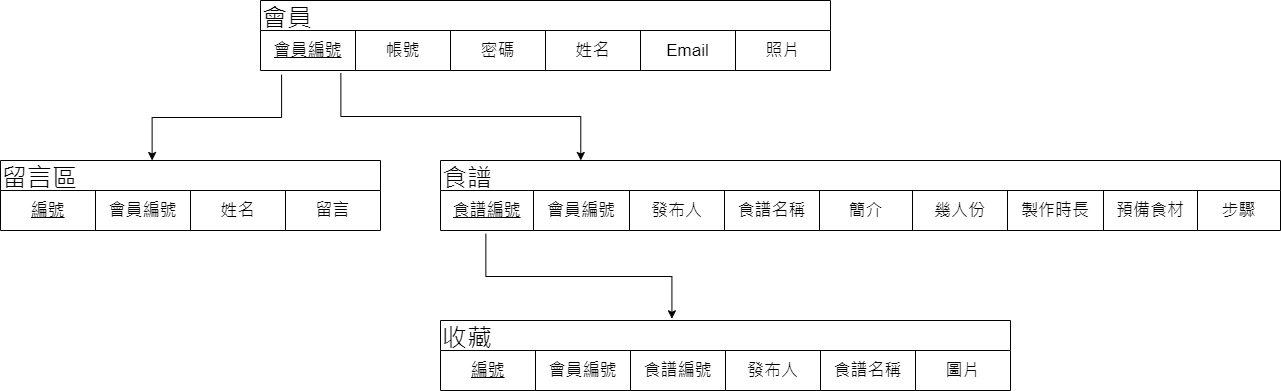 會員
會員編號 帳號 密碼 姓名 Email 照片
留言區
編號 會員編號 姓名 留言
食譜
食譜編號 會員編號 發布人 食譜名稱 簡介 幾人份 製作時長 預備食材 步驟
收藏
編號 會員編號 食譜編號 發布人 食譜名稱 圖片